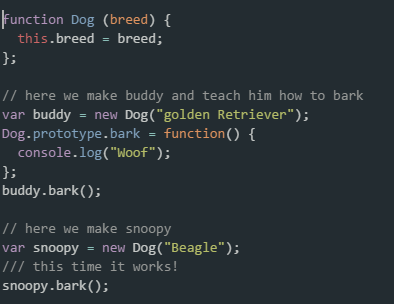 function Dog (breed) {
  this.breed = breed;
};

// here we make buddy and teach him how to bark
var buddy = new Dog("golden Retriever");
Dog.prototype.bark = function() {
  console.log("Woof");
};
buddy.bark();

// here we make snoopy
var snoopy = new Dog("Beagle");
/// this time it works!
snoopy.bark();